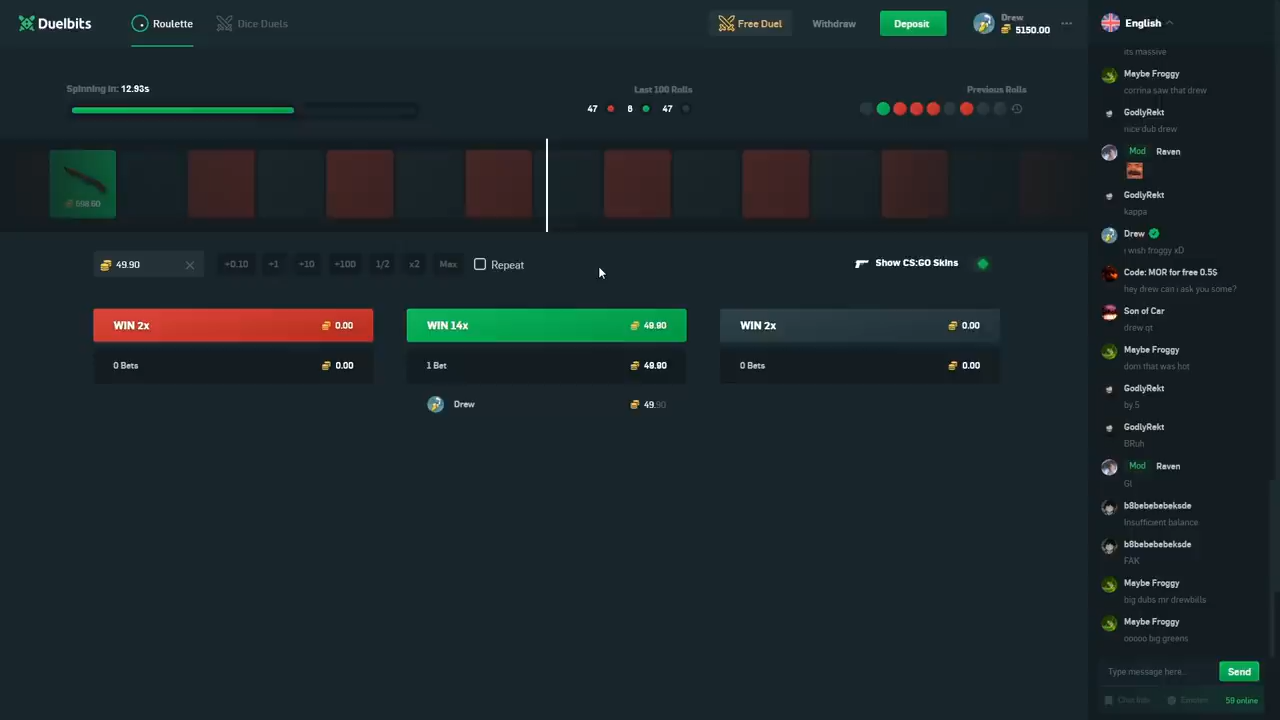 Duelbits
Roulette
Dice Duels
Free Duel
Withdraw
Deposit
Drew
5150.00
English
Spinning in: 12.93s
Last 100 Rolls
47 8 47
Previous Rolls
598.60
49.90
+0.10 +1 +10 +100 1/2 x2 Max
Repeat
Show CS:GO Skins
WIN 2x 0.00
WIN 14x 49.90
WIN 2x 0.00
0 Bets 0.00
1 Bet 49.90
0 Bets 0.00
Drew 49.90
its massive
Maybe Froggy
corrina saw that drew
GodlyRekt
nice dub drew
Mod Raven
GodlyRekt
kappa
Drew
i wish froggy xD
Code: MOR for free 0.5$
hey drew can i ask you some?
Son of Car
drew qt
Maybe Froggy
dom that was hot
GodlyRekt
by 5
GodlyRekt
BRuh
Mod Raven
Gl
b8bebebebeksde
Insufficient balance
b8bebebebeksde
FAK
Maybe Froggy
big dubs mr drewbills
Maybe Froggy
ooooo big greens
Type message here...
Send
59 online